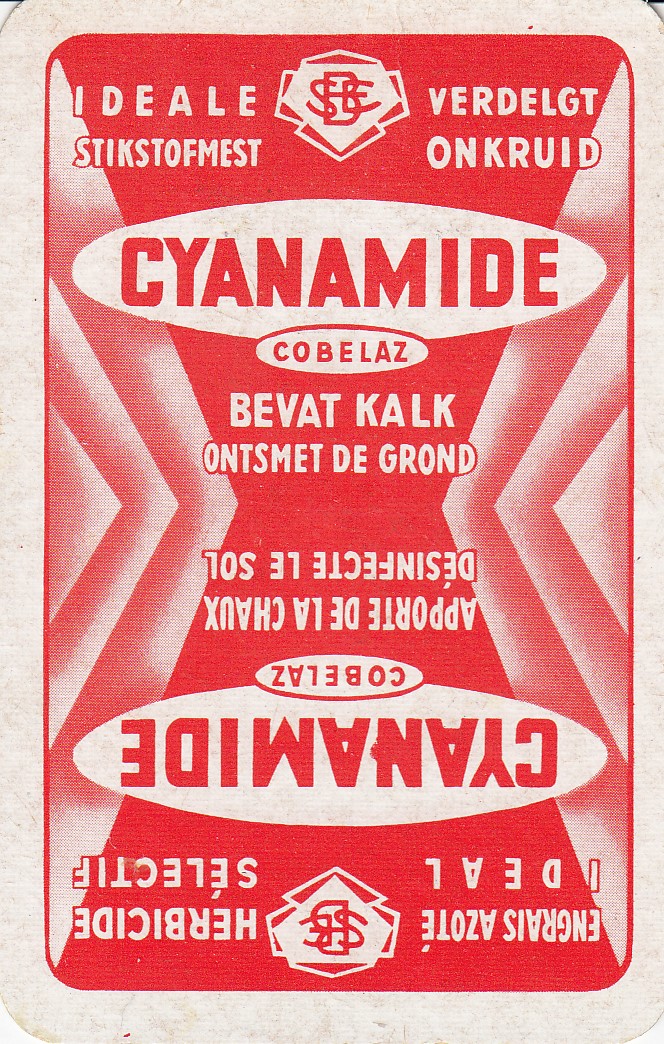 IDEALE
STIKSTOFMEST
VERDELGT
ONKRUID
CYANAMIDE
COBELAZ
BEVAT KALK
ONTSMET DE GROND
ENGRAIS AZOTÉ
IDEAL
HERBICIDE
SÉLECTIF
CYANAMIDE
COBELAZ
APPORTE DE LA CHAUX
DÉSINFECTE LE SOL